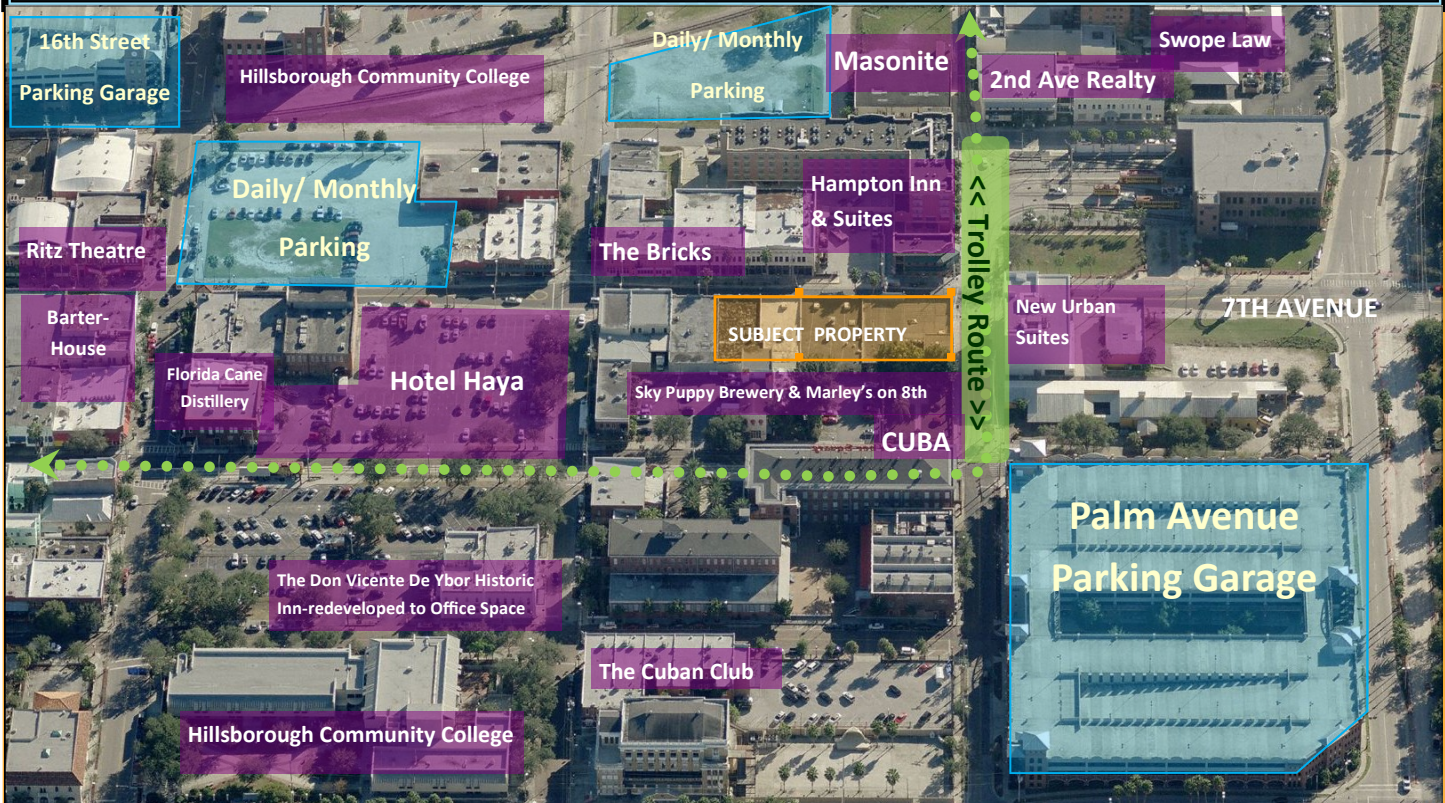 16th Street
Parking Garage
Hillsborough Community College
Daily/ Monthly
Parking
Masonite
Swope Law
2nd Ave Realty
Daily/ Monthly
Parking
Hampton Inn
& Suites
<< Trolley Route >>
Ritz Theatre
The Bricks
Barter-
House
SUBJECT PROPERTY
New Urban
Suites
7TH AVENUE
Florida Cane
Distillery
Hotel Haya
Sky Puppy Brewery & Marley's on 8th
CUBA
Palm Avenue
Parking Garage
The Don Vicente De Ybor Historic
Inn-redeveloped to Office Space
The Cuban Club
Hillsborough Community College